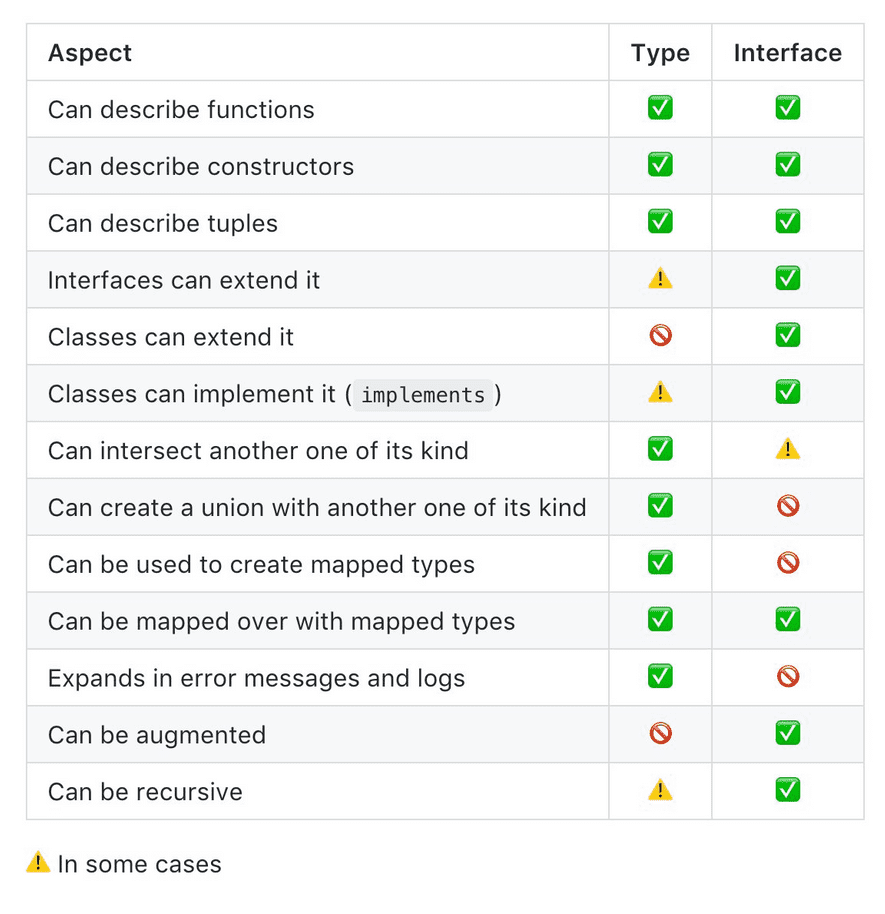 Aspect Type Interface
Can describe functions ✅ ✅
Can describe constructors ✅ ✅
Can describe tuples ✅ ✅
Interfaces can extend it ⚠️ ✅
Classes can extend it 🚫 ✅
Classes can implement it (implements) ⚠️ ✅
Can intersect another one of its kind ✅ ⚠️
Can create a union with another one of its kind ✅ 🚫
Can be used to create mapped types ✅ 🚫
Can be mapped over with mapped types ✅ ✅
Expands in error messages and logs ✅ 🚫
Can be augmented 🚫 ✅
Can be recursive ⚠️ ✅
⚠️ In some cases